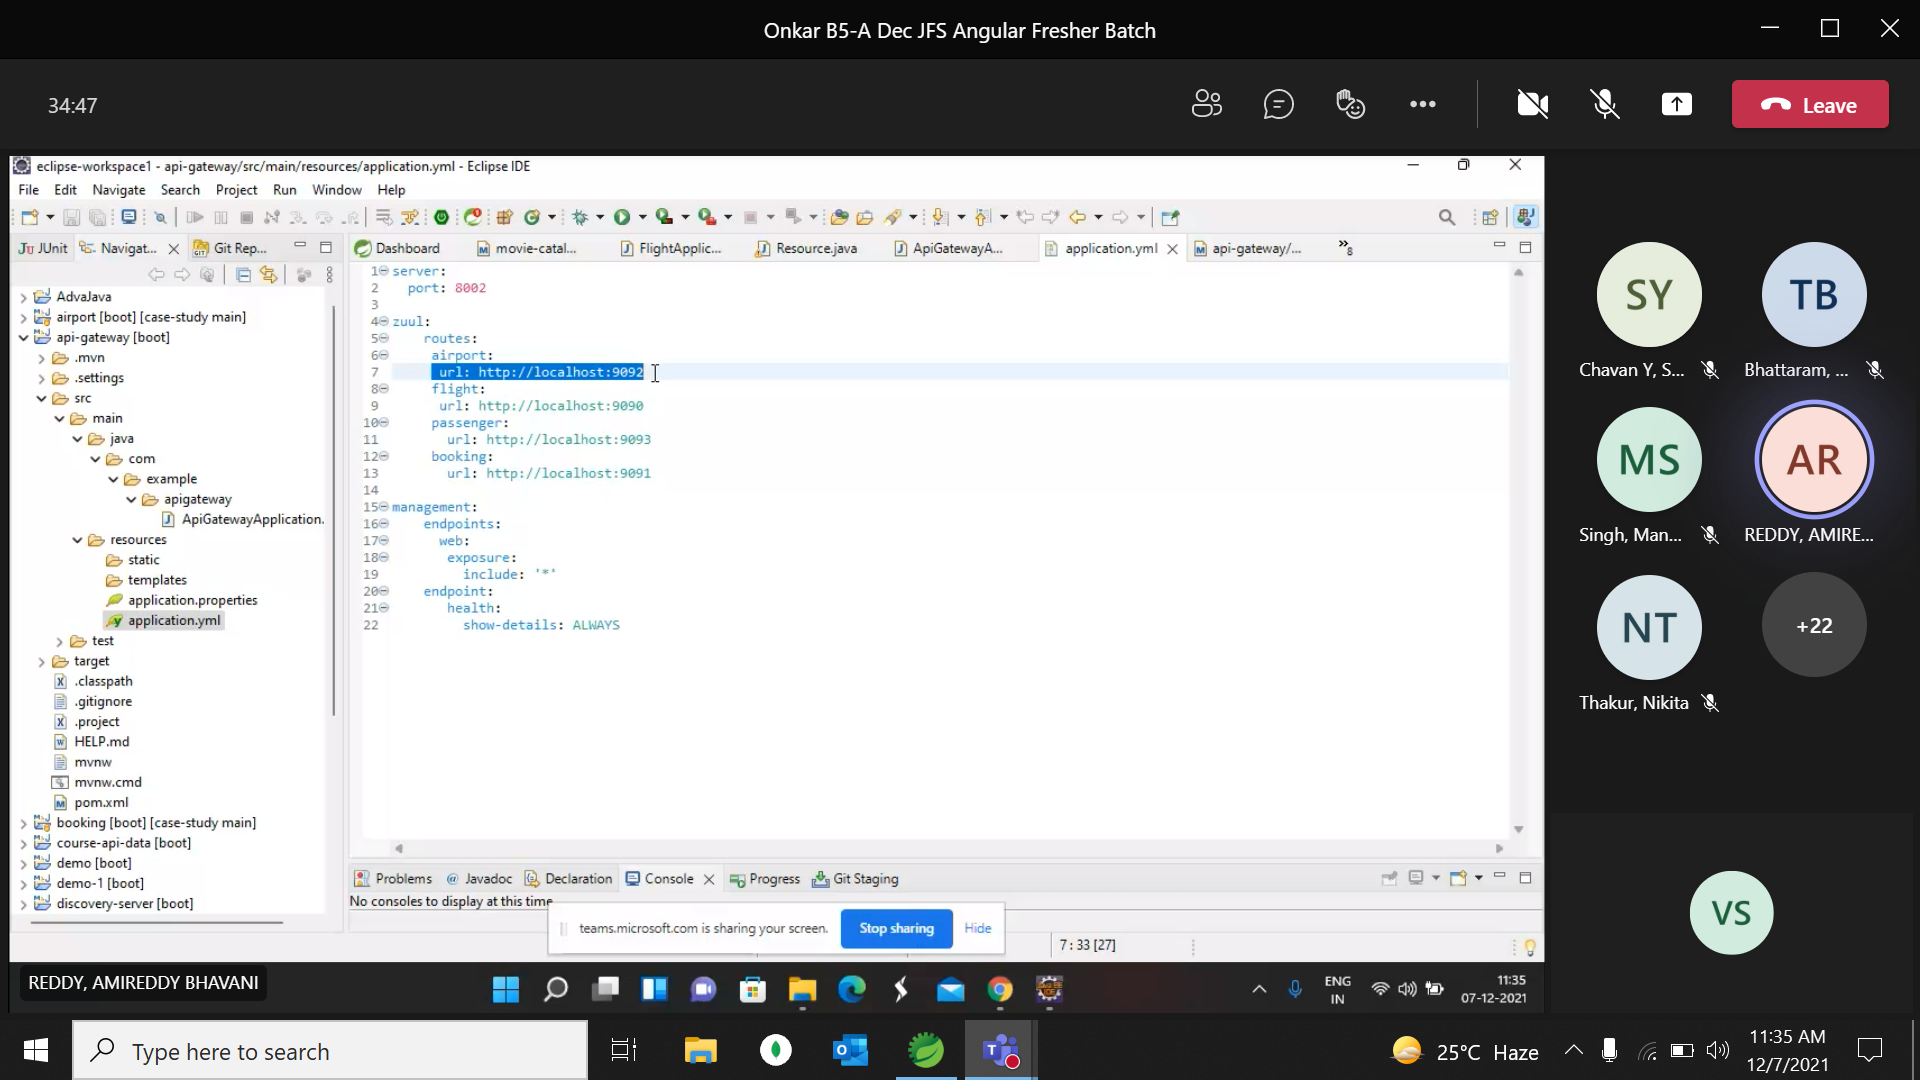 Onkar B5-A Dec JFS Angular Fresher Batch
34:47
Leave
eclipse-workspace1 - api-gateway/src/main/resources/application.yml - Eclipse IDE
File Edit Navigate Search Project Run Window Help
JUnit Navigat... Git Rep...
Dashboard movie-catal... FlightApplic... Resource.java ApiGatewayA... application.yml api-gateway/... »8
AdvaJava
airport [boot] [case-study main]
api-gateway [boot]
.mvn
.settings
src
main
java
com
example
apigateway
ApiGatewayApplication.
resources
static
templates
application.properties
application.yml
test
target
.classpath
.gitignore
.project
HELP.md
mvnw
mvnw.cmd
pom.xml
booking [boot] [case-study main]
course-api-data [boot]
demo [boot]
demo-1 [boot]
discovery-server [boot]
1 server:
2 port: 8002
3
4 zuul:
5 routes:
6 airport:
7 url: http://localhost:9092
8 flight:
9 url: http://localhost:9090
10 passenger:
11 url: http://localhost:9093
12 booking:
13 url: http://localhost:9091
14
15 management:
16 endpoints:
17 web:
18 exposure:
19 include: '*'
20 endpoint:
21 health:
22 show-details: ALWAYS
Problems @ Javadoc Declaration Console Progress Git Staging
No consoles to display at this time.
teams.microsoft.com is sharing your screen. Stop sharing Hide
7 : 33 [27]
REDDY, AMIREDDY BHAVANI
ENG
IN
11:35
07-12-2021
SY
TB
Chavan Y, S...
Bhattaram, ...
MS
AR
Singh, Man...
REDDY, AMIRE...
NT
+22
Thakur, Nikita
VS
Type here to search
25°C Haze
11:35 AM
12/7/2021